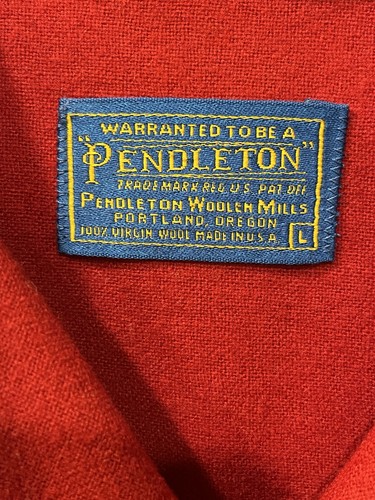 WARRANTED TO BE A
"PENDLETON"
TRADE MARK REG. U.S. PAT. OFF.
PENDLETON WOOLEN MILLS
PORTLAND, OREGON
100% VIRGIN WOOL MADE IN U.S.A.
L